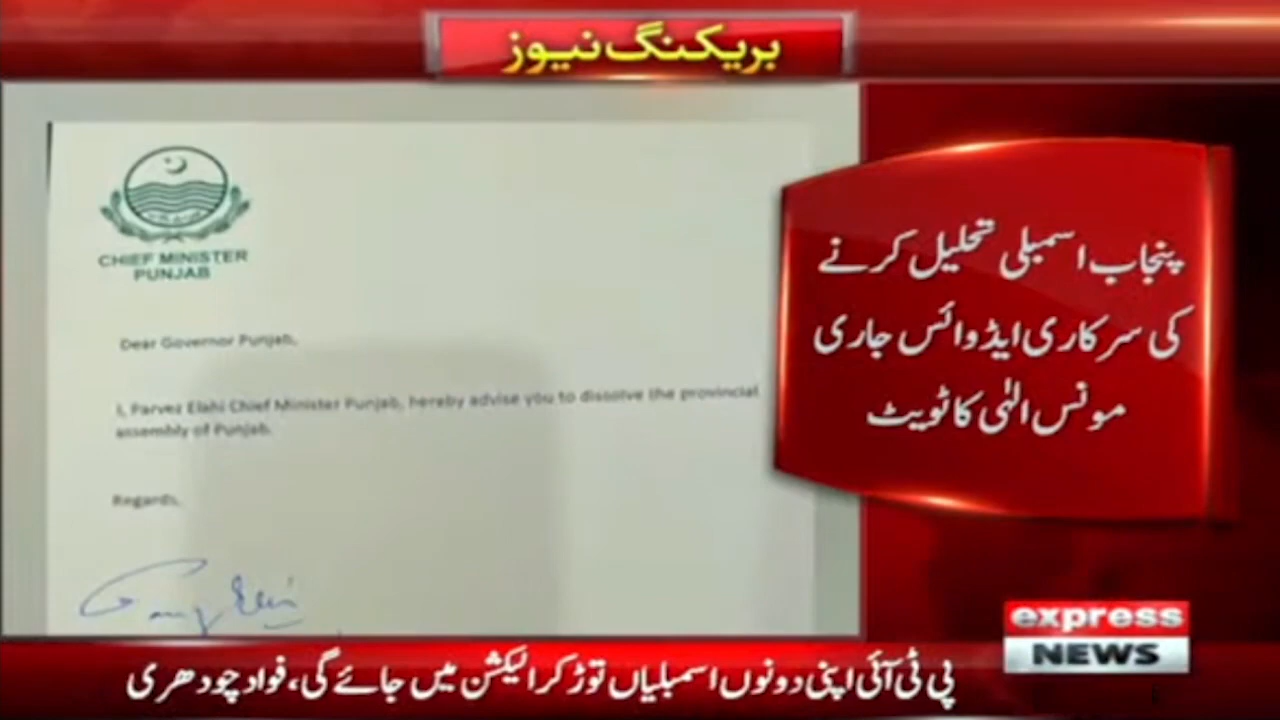 بریکنگ نیوز
CHIEF MINISTER
PUNJAB
Dear Governor Punjab,
I, Parvez Elahi Chief Minister Punjab, hereby advise you to dissolve the provincial
assembly of Punjab.
Regards,
پنجاب اسمبلی تحلیل کرنے
کی سرکاری ایڈوائس جاری
مونس الٰہی کا ٹویٹ
express
NEWS
پی ٹی آئی اپنی دونوں اسمبلیاں توڑ کر الیکشن میں جائے گی، فواد چودھری